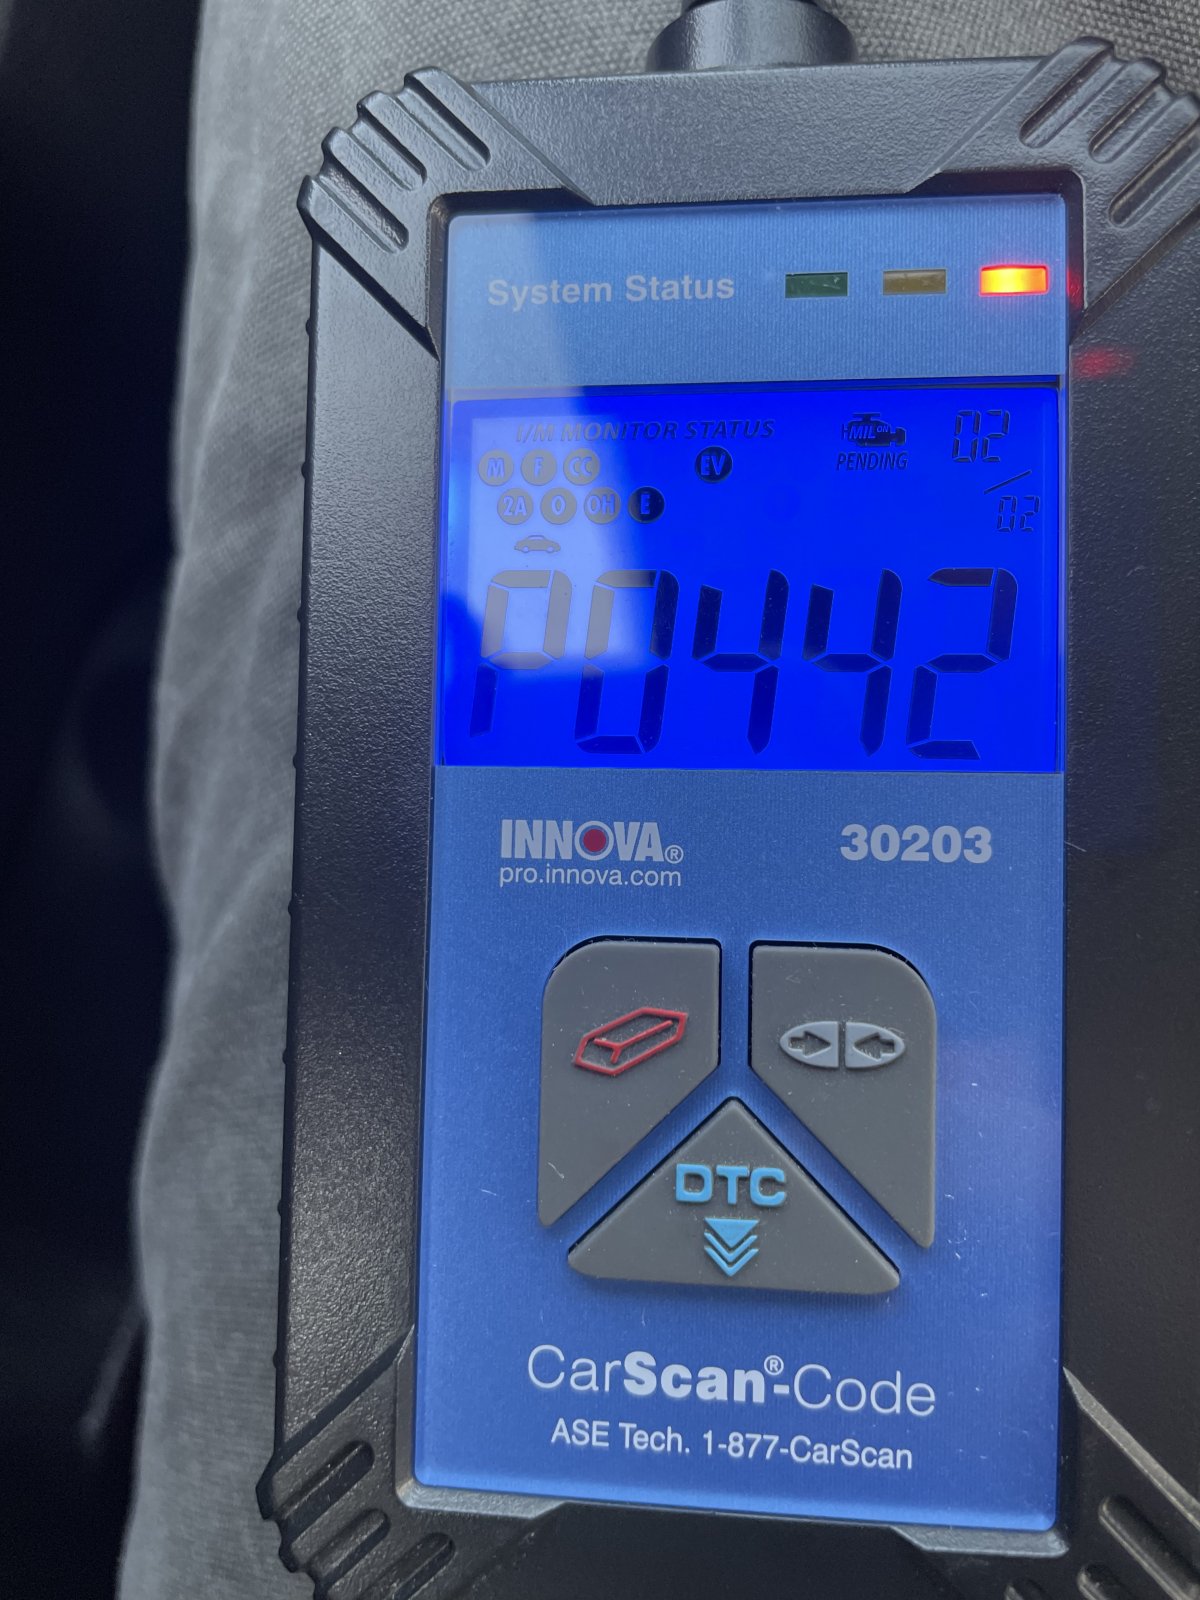 System Status
I/M MONITOR STATUS
MIL ON
02
M F CC EV
PENDING
2A O OH E
02
P0442
INNOVA®
30203
pro.innova.com
DTC
CarScan®-Code
ASE Tech. 1-877-CarScan